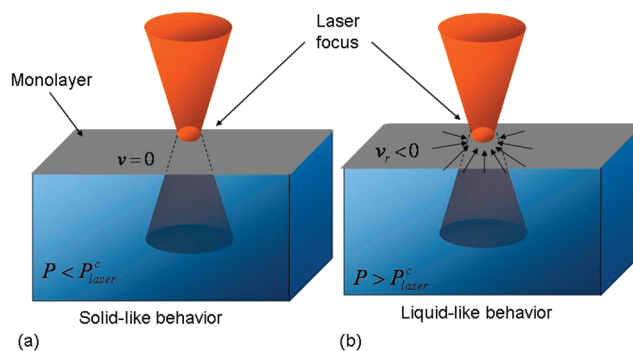 Laser
focus
Monolayer
v=0
v_r<0
P < P^c_laser
P > P^c_laser
Solid-like behavior
Liquid-like behavior
(a)
(b)